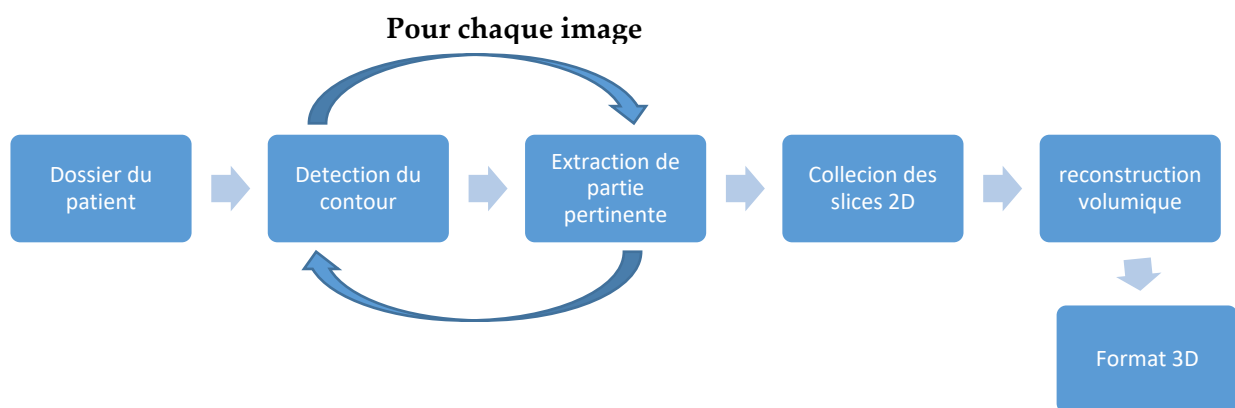 Pour chaque image
Dossier du
patient
Detection du
contour
Extraction de
partie
pertinente
Collecion des
slices 2D
reconstruction
volumique
Format 3D